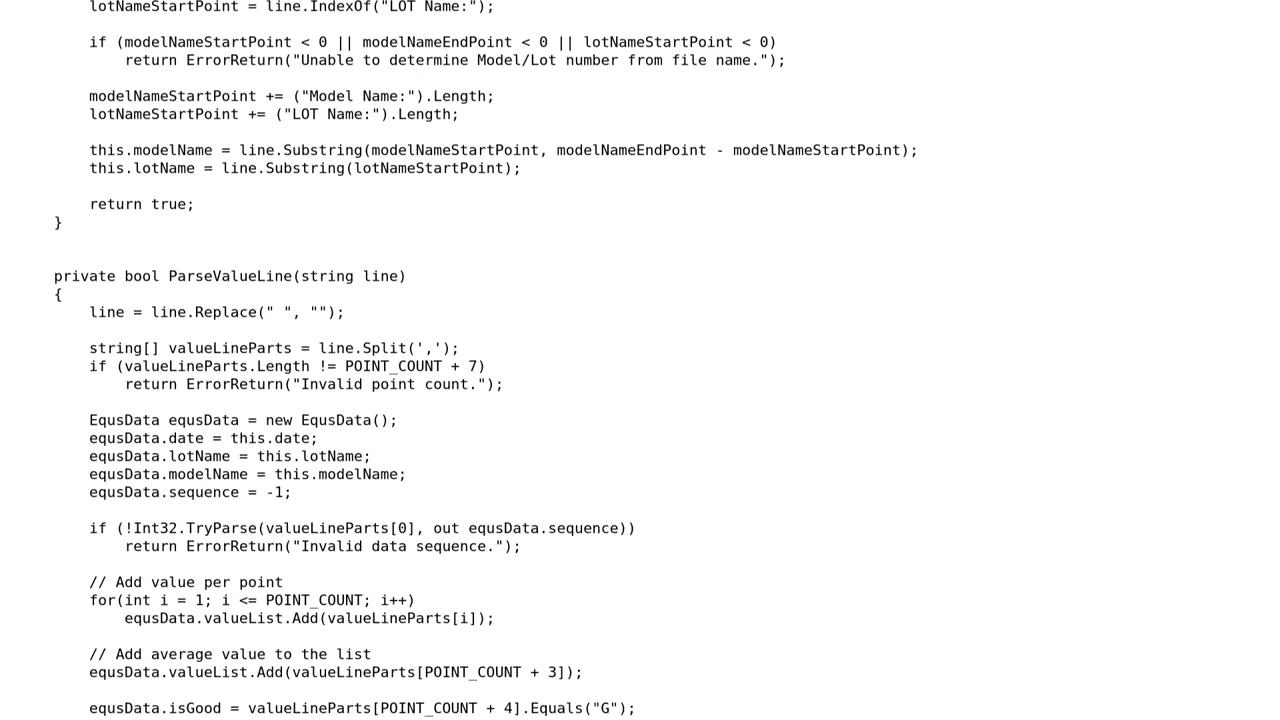 lotNameStartPoint = line.IndexOf("LOT Name:");
if (modelNameStartPoint < 0 || modelNameEndPoint < 0 || lotNameStartPoint < 0)
return ErrorReturn("Unable to determine Model/Lot number from file name.");
modelNameStartPoint += ("Model Name:").Length;
lotNameStartPoint += ("LOT Name:").Length;
this.modelName = line.Substring(modelNameStartPoint, modelNameEndPoint - modelNameStartPoint);
this.lotName = line.Substring(lotNameStartPoint);
return true;
}
private bool ParseValueLine(string line)
{
line = line.Replace(" ", "");
string[] valueLineParts = line.Split(',');
if (valueLineParts.Length != POINT_COUNT + 7)
return ErrorReturn("Invalid point count.");
EqusData equsData = new EqusData();
equsData.date = this.date;
equsData.lotName = this.lotName;
equsData.modelName = this.modelName;
equsData.sequence = -1;
if (!Int32.TryParse(valueLineParts[0], out equsData.sequence))
return ErrorReturn("Invalid data sequence.");
// Add value per point
for(int i = 1; i <= POINT_COUNT; i++)
equsData.valueList.Add(valueLineParts[i]);
// Add average value to the list
equsData.valueList.Add(valueLineParts[POINT_COUNT + 3]);
equsData.isGood = valueLineParts[POINT_COUNT + 4].Equals("G");